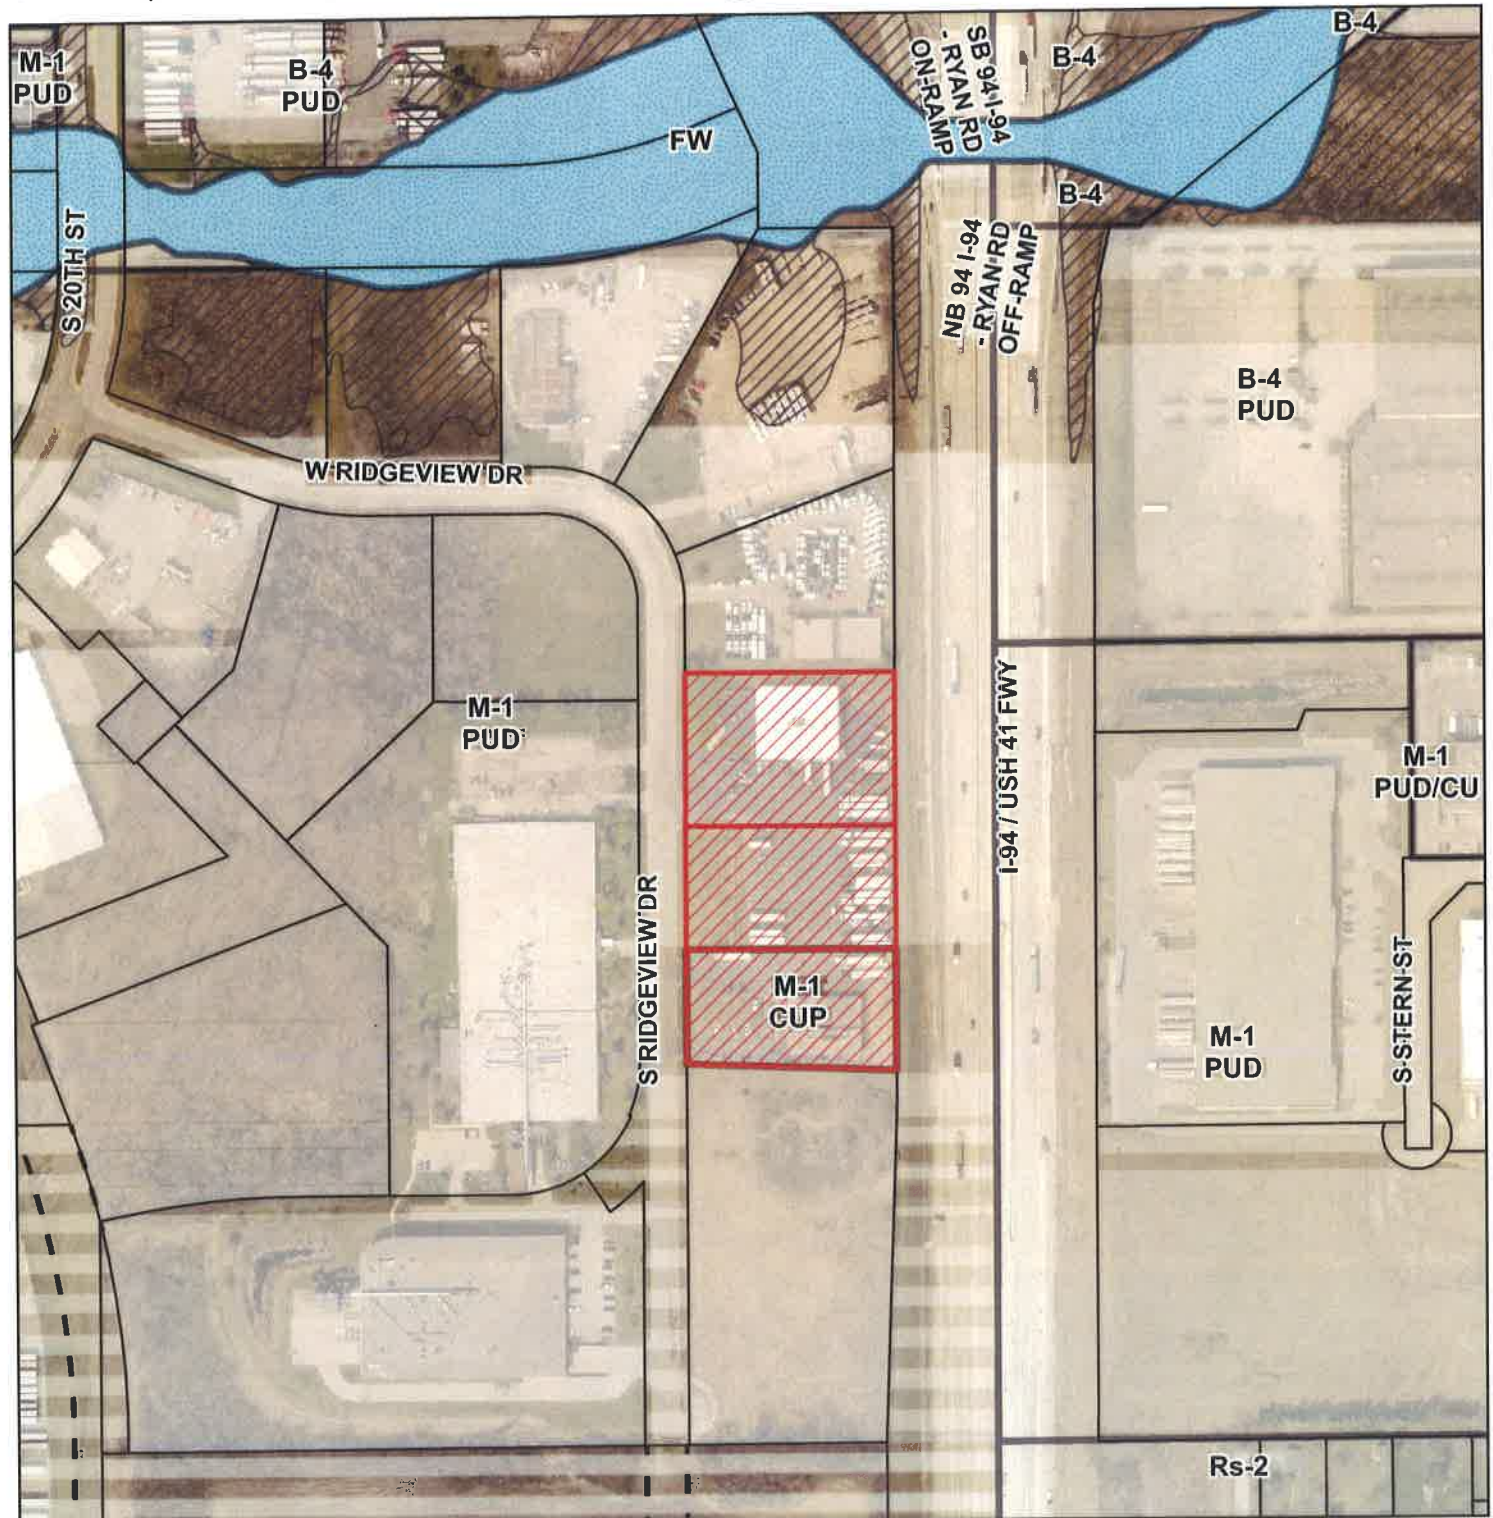 M-1
PUD
B-4
PUD
FW
SB 94 I-94
- RYAN RD
ON-RAMP
B-4
B-4
B-4
S 20TH ST
NB 94 I-94
- RYAN RD
OFF-RAMP
B-4
PUD
W RIDGEVIEW DR
M-1
PUD
I-94 / USH 41 FWY
M-1
PUD/CU
S RIDGEVIEW DR
M-1
CUP
S STERN ST
M-1
PUD
Rs-2